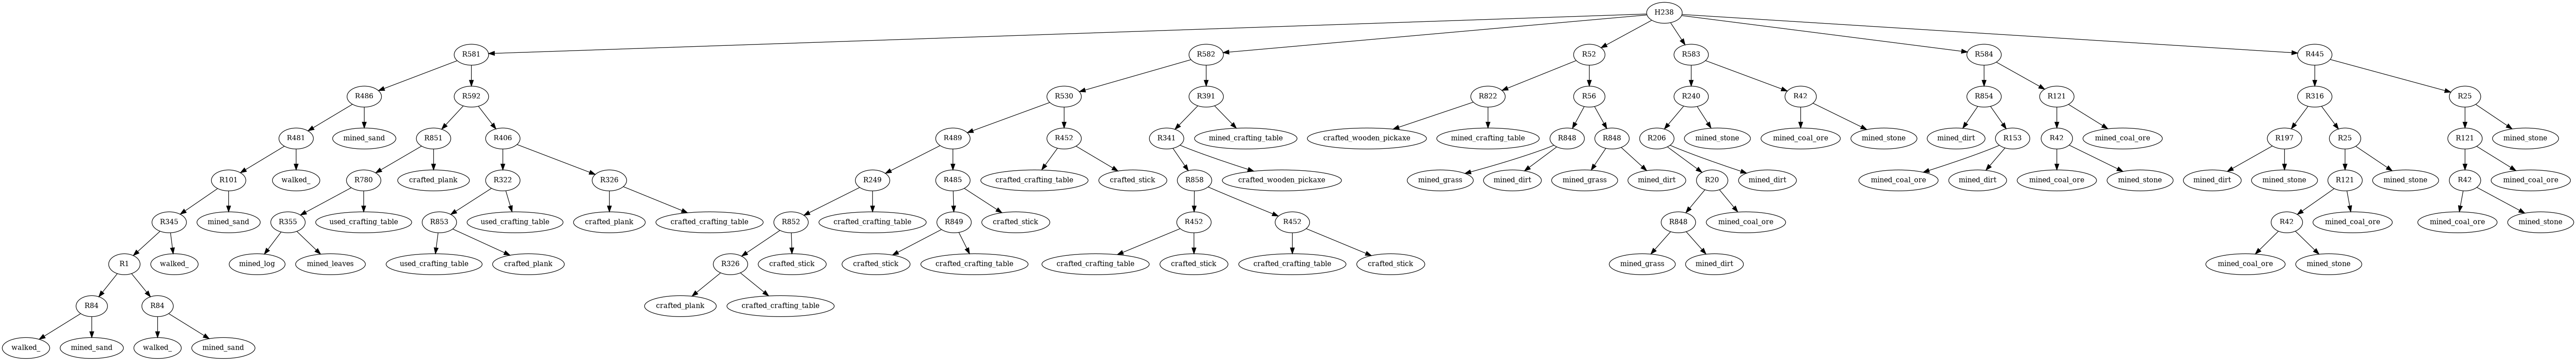 H238
R581 R582 R52 R583 R584 R445
R486 R592 R530 R391 R822 R56 R240 R42 R854 R121 R316 R25
R481 mined_sand R851 R406 R489 R452 R341 mined_crafting_table crafted_wooden_pickaxe mined_crafting_table R848 R848 R206 mined_stone mined_coal_ore mined_stone mined_dirt R153 R42 mined_coal_ore R197 R25 R121 mined_stone
R101 walked_ R780 crafted_plank R322 R326 R249 R485 crafted_crafting_table crafted_stick R858 crafted_wooden_pickaxe mined_grass mined_dirt mined_grass mined_dirt R20 mined_dirt mined_coal_ore mined_dirt mined_coal_ore mined_stone mined_dirt mined_stone R121 mined_stone R42 mined_coal_ore
R345 mined_sand R355 used_crafting_table R853 used_crafting_table crafted_plank crafted_crafting_table R852 crafted_crafting_table R849 crafted_stick R452 R452 R848 mined_coal_ore R42 mined_coal_ore mined_coal_ore mined_stone
R1 walked_ mined_log mined_leaves used_crafting_table crafted_plank R326 crafted_stick crafted_stick crafted_crafting_table crafted_crafting_table crafted_stick crafted_crafting_table crafted_stick mined_grass mined_dirt mined_coal_ore mined_stone
R84 R84 crafted_plank crafted_crafting_table
walked_ mined_sand walked_ mined_sand